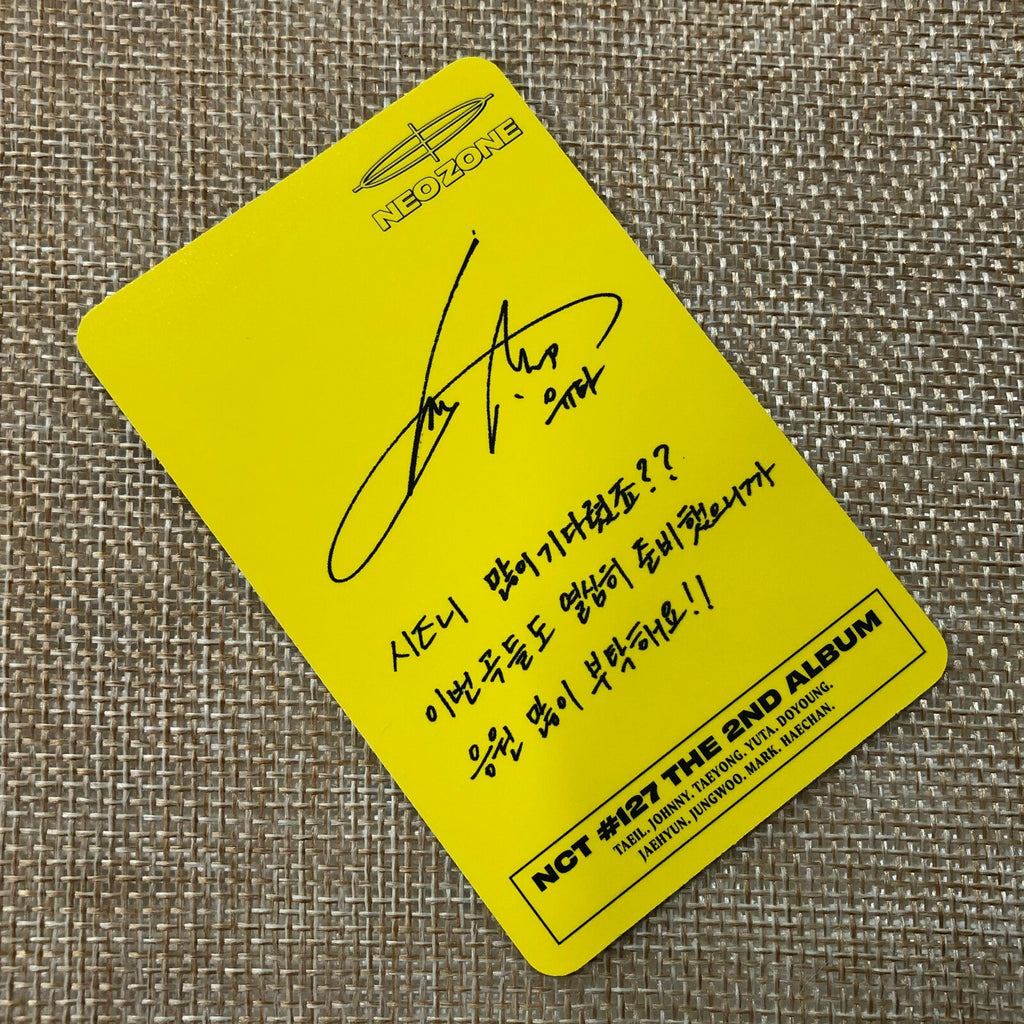 NEO ZONE
유타
시즈니 많이 기다렸죠??
이번 곡들도 열심히 준비했으니까
응원 많이 부탁해요!!
NCT #127 THE 2ND ALBUM
TAEIL. JOHNNY. TAEYONG. YUTA. DOYOUNG.
JAEHYUN. JUNGWOO. MARK. HAECHAN.